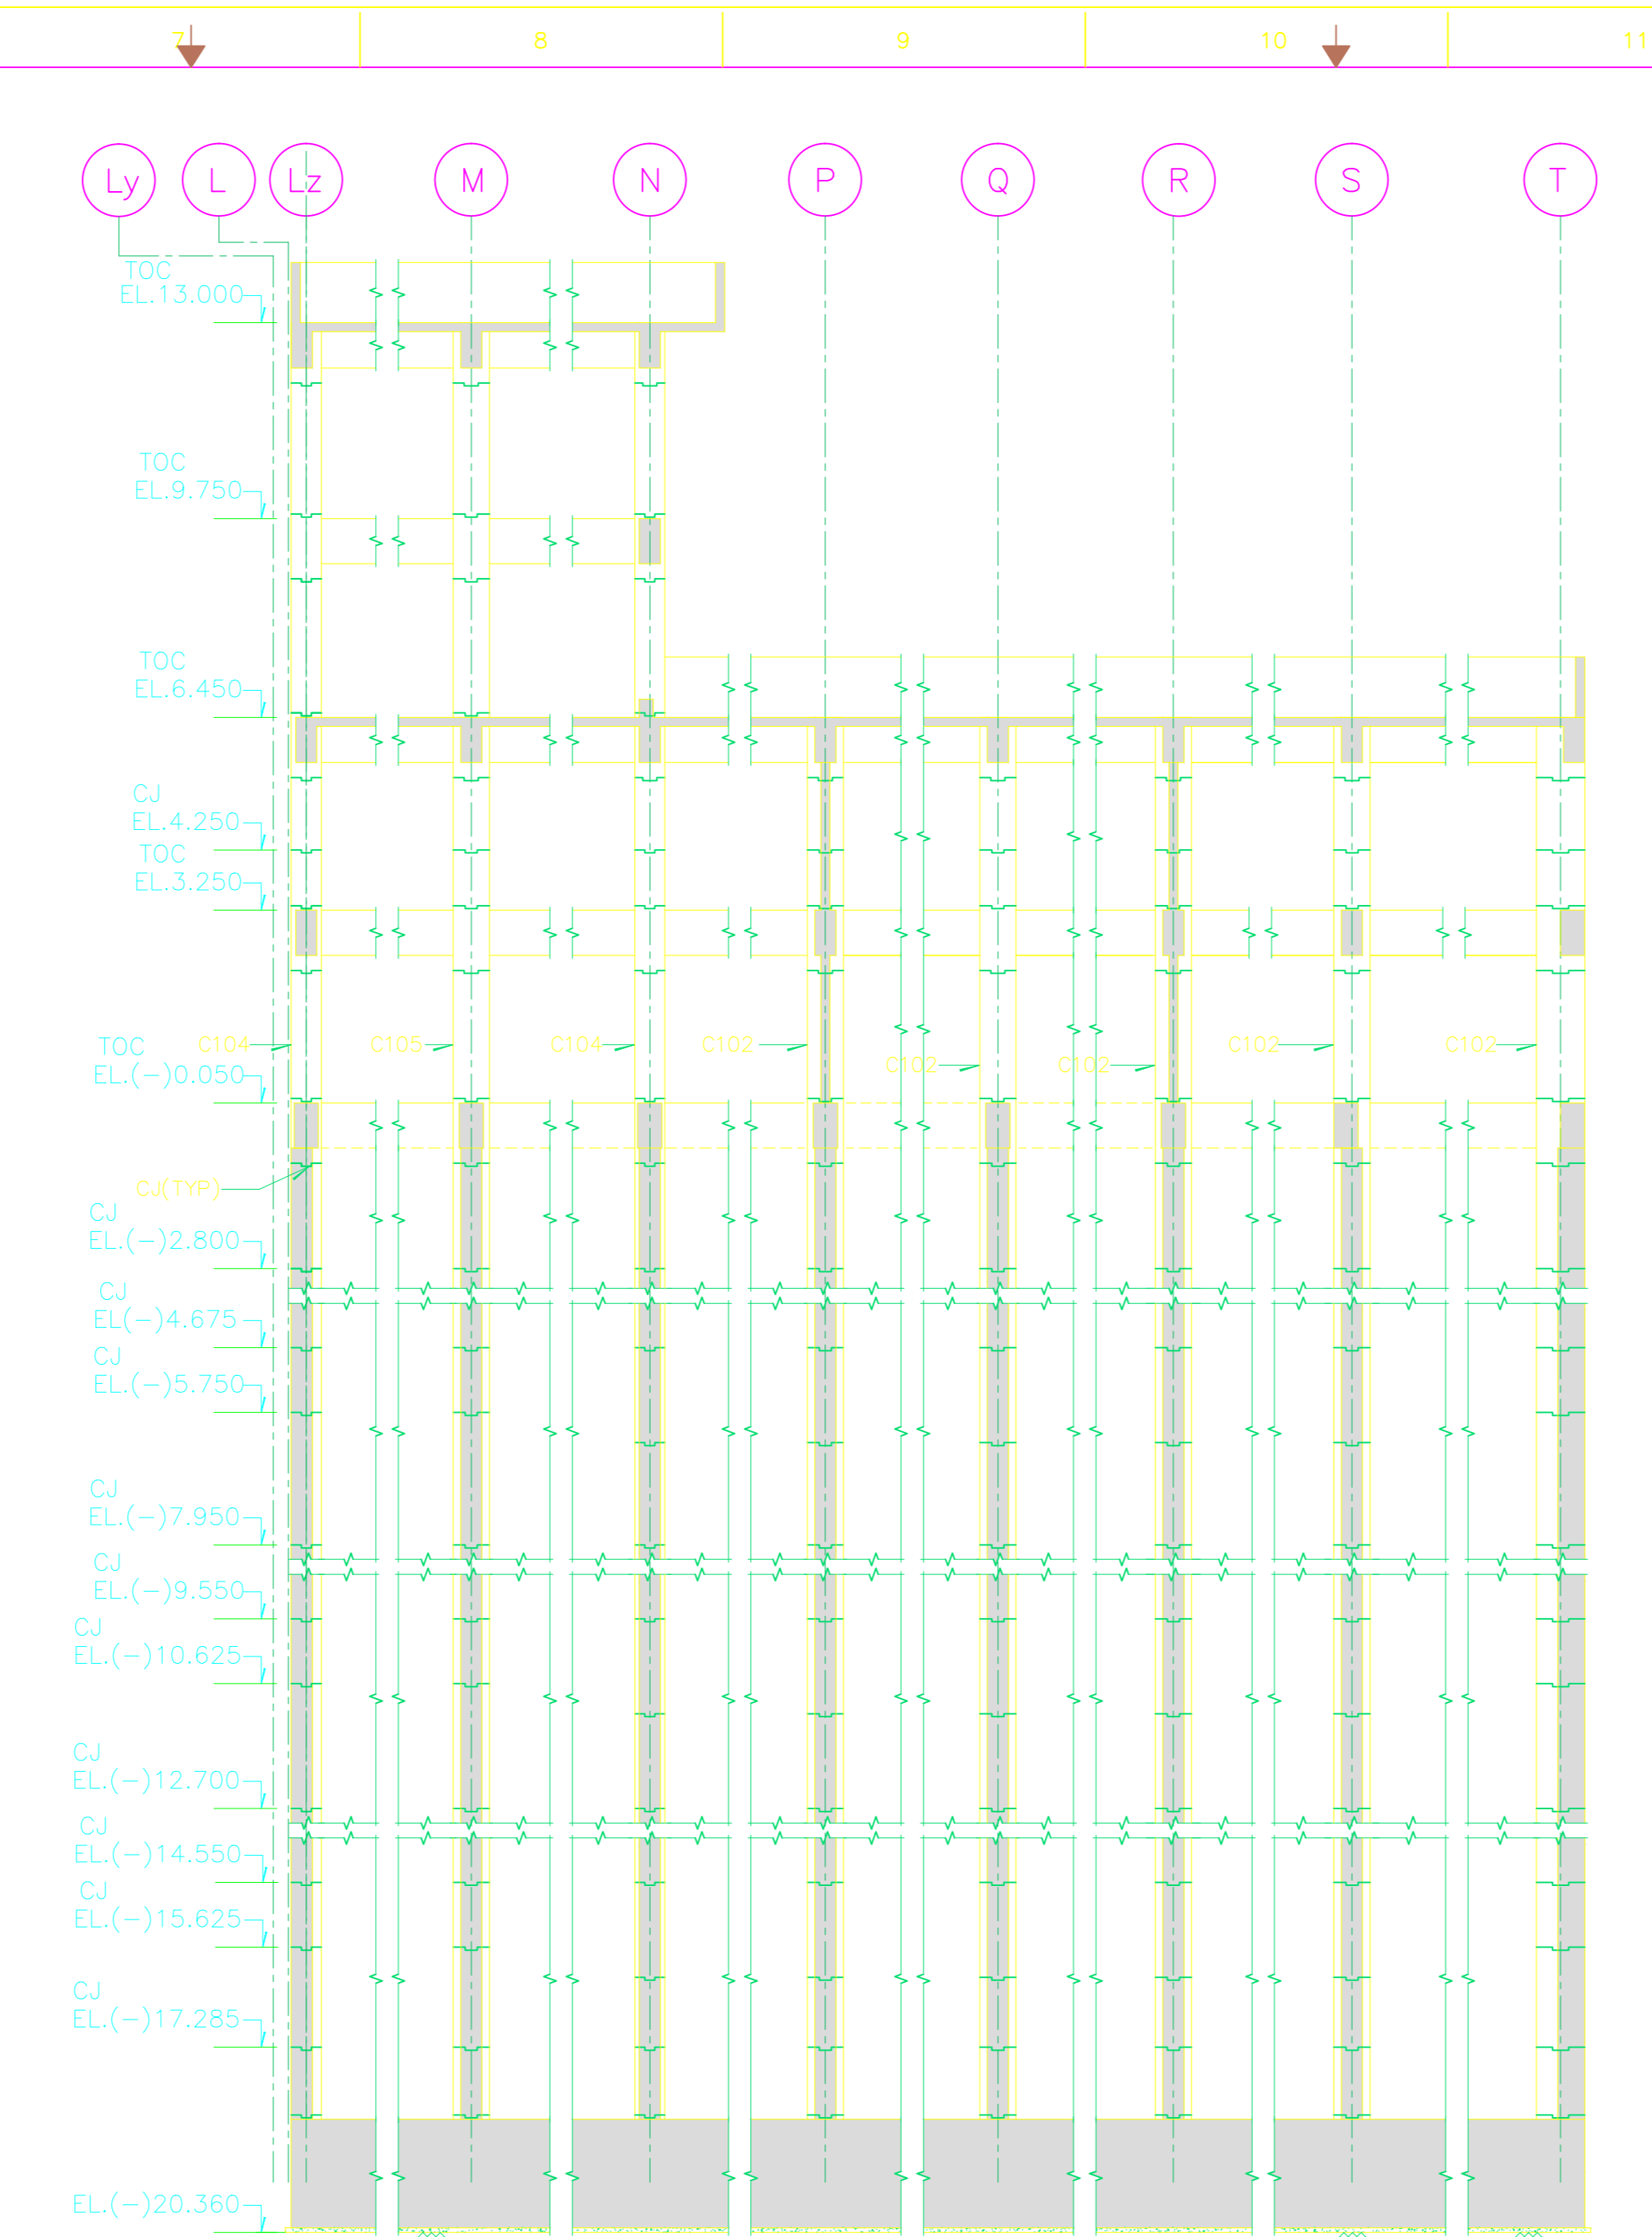 7 8 9 10 11
Ly L Lz M N P Q R S T
TOC
EL.13.000
TOC
EL.9.750
TOC
EL.6.450
CJ
EL.4.250
TOC
EL.3.250
C104 C105 C104 C102 C102 C102
TOC
EL.(-)0.050
C102 C102
CJ(TYP)
CJ
EL.(-)2.800
CJ
EL(-)4.675
CJ
EL.(-)5.750
CJ
EL.(-)7.950
CJ
EL.(-)9.550
CJ
EL.(-)10.625
CJ
EL.(-)12.700
CJ
EL.(-)14.550
CJ
EL.(-)15.625
CJ
EL.(-)17.285
EL.(-)20.360